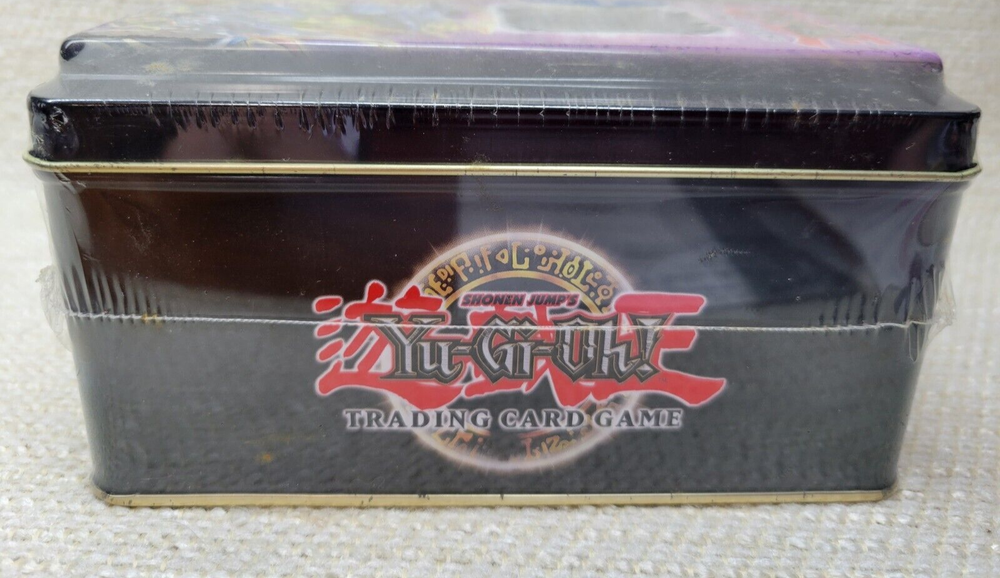 SHONEN JUMP'S
遊戯王
Yu-Gi-Oh!
TRADING CARD GAME